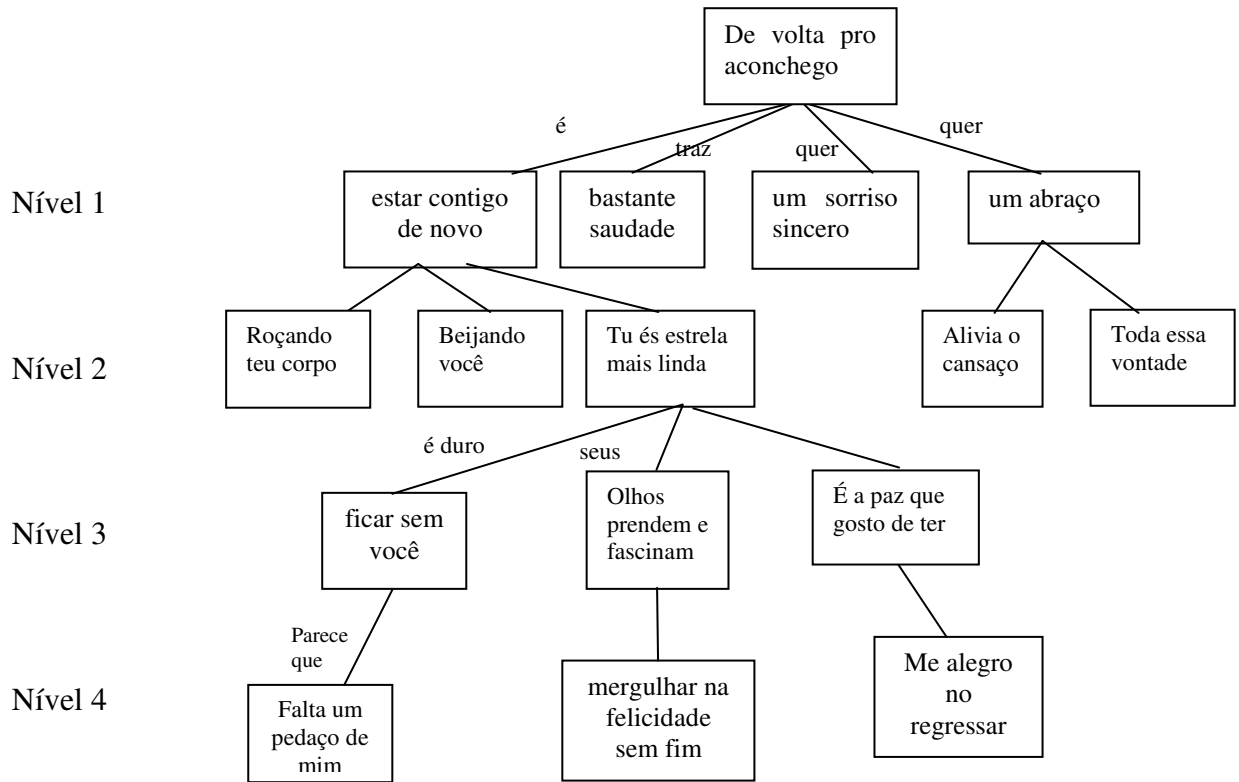 De volta pro
aconchego
é
traz
quer
quer
Nível 1
estar contigo
de novo
bastante
saudade
um sorriso
sincero
um abraço
Nível 2
Roçando
teu corpo
Beijando
você
Tu és estrela
mais linda
Alivia o
cansaço
Toda essa
vontade
é duro
seus
Nível 3
ficar sem
você
Olhos
prendem e
fascinam
É a paz que
gosto de ter
Parece
que
Nível 4
Falta um
pedaço de
mim
mergulhar na
felicidade
sem fim
Me alegro
no
regressar